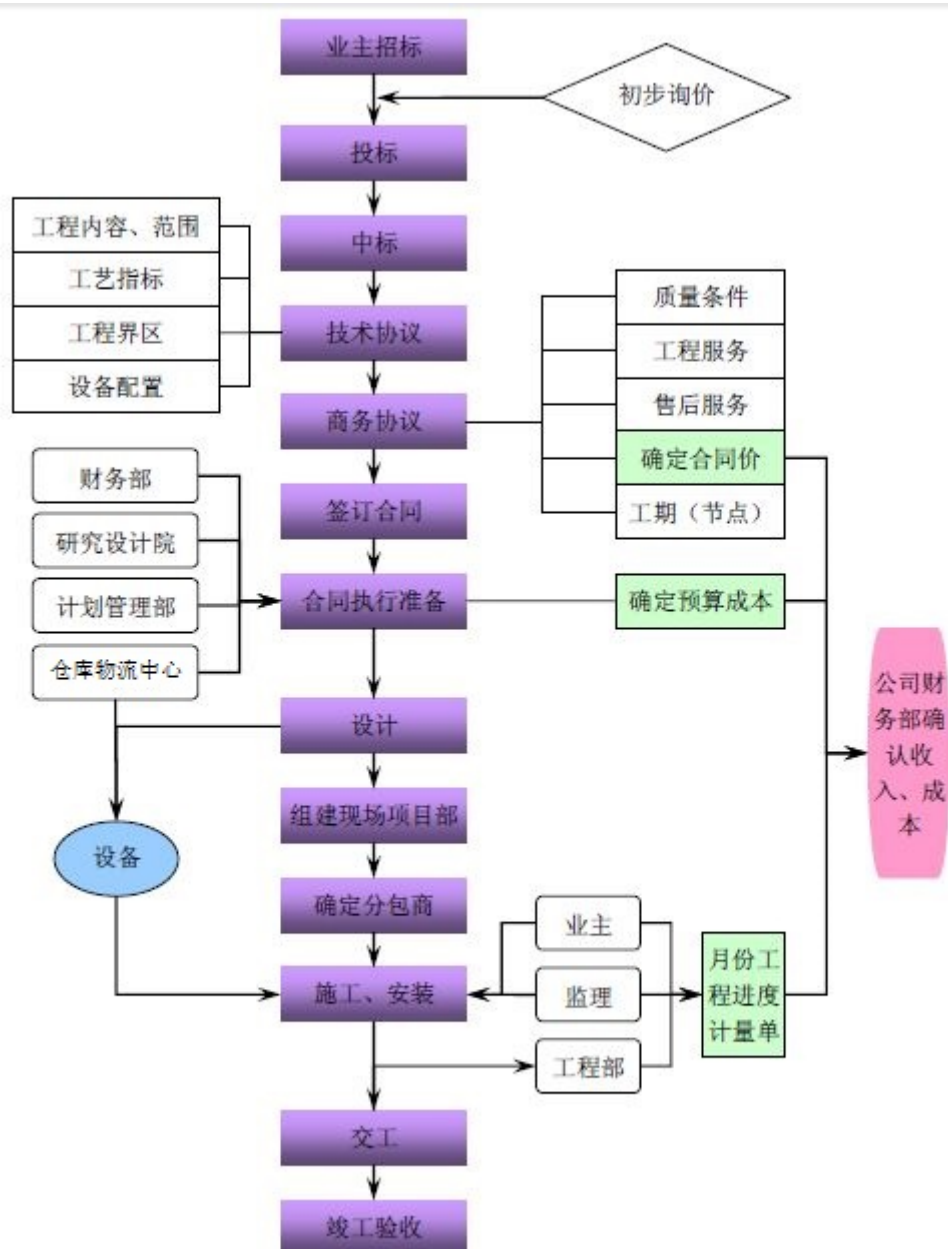 业主招标
初步询价
投标
中标
工程内容、范围
工艺指标
工程界区
设备配置
技术协议
商务协议
质量条件
工程服务
售后服务
确定合同价
工期（节点）
签订合同
财务部
研究设计院
计划管理部
仓库物流中心
合同执行准备
确定预算成本
公司财
务部确
认收
入、成
本
设计
组建现场项目部
设备
确定分包商
施工、安装
业主
监理
工程部
月份工
程进度
计量单
交工
竣工验收